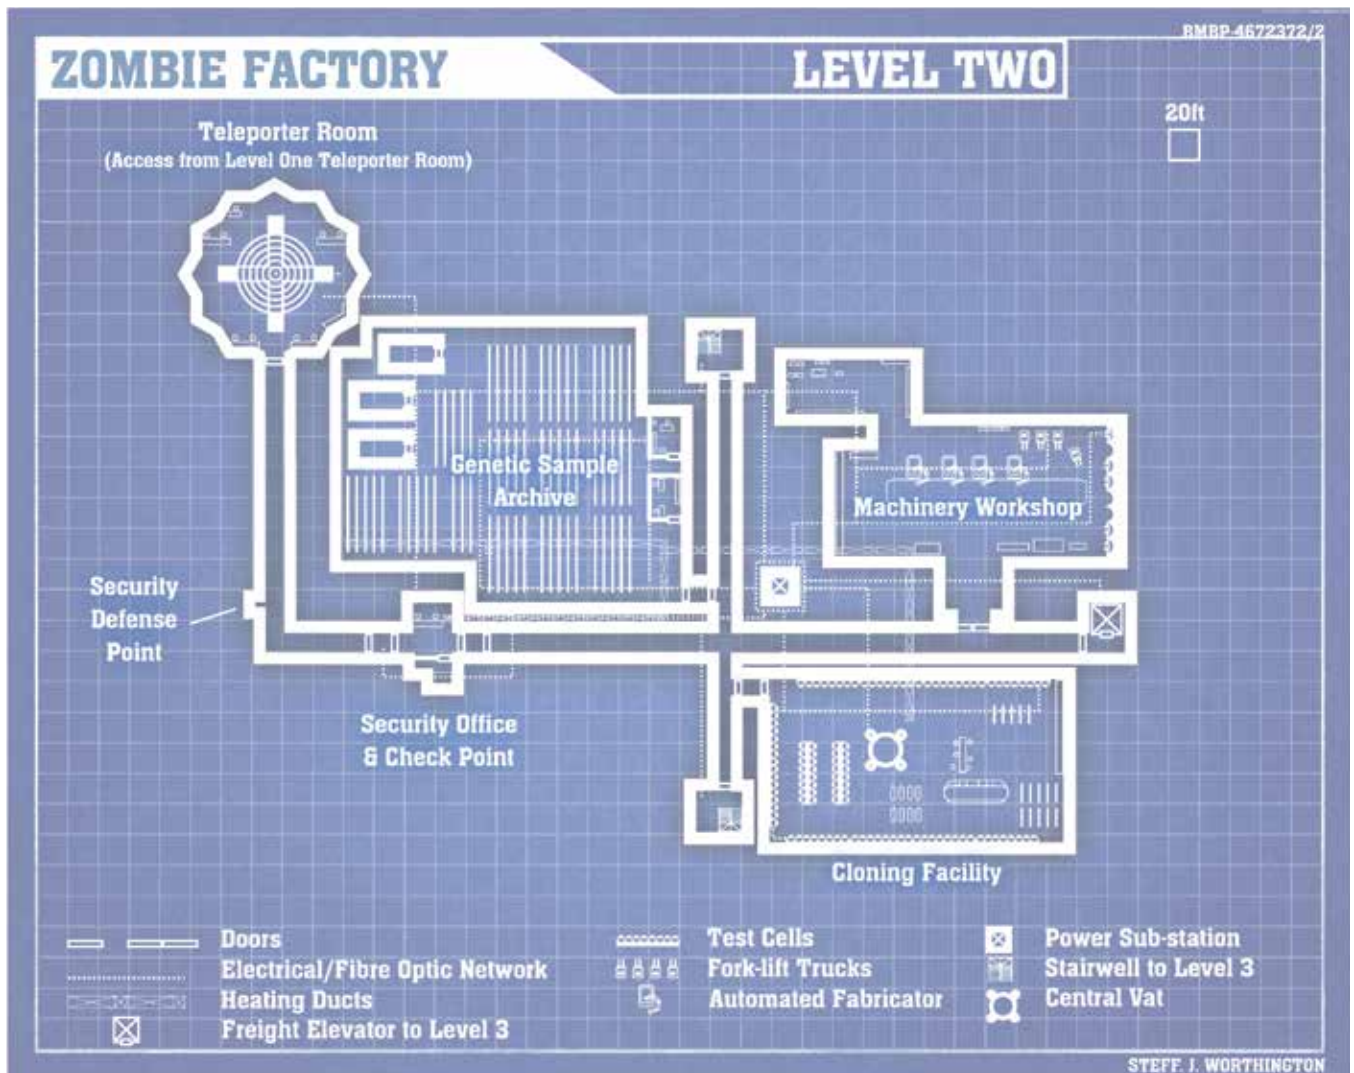 BMBP-4672372/2
ZOMBIE FACTORY
LEVEL TWO
20ft
Teleporter Room
(Access from Level One Teleporter Room)
Genetic Sample
Archive
Machinery Workshop
Security
Defense
Point
Security Office
& Check Point
Cloning Facility
Doors
Electrical/Fibre Optic Network
Heating Ducts
Freight Elevator to Level 3
Test Cells
Fork-lift Trucks
Automated Fabricator
Power Sub-station
Stairwell to Level 3
Central Vat
STEFF. J. WORTHINGTON